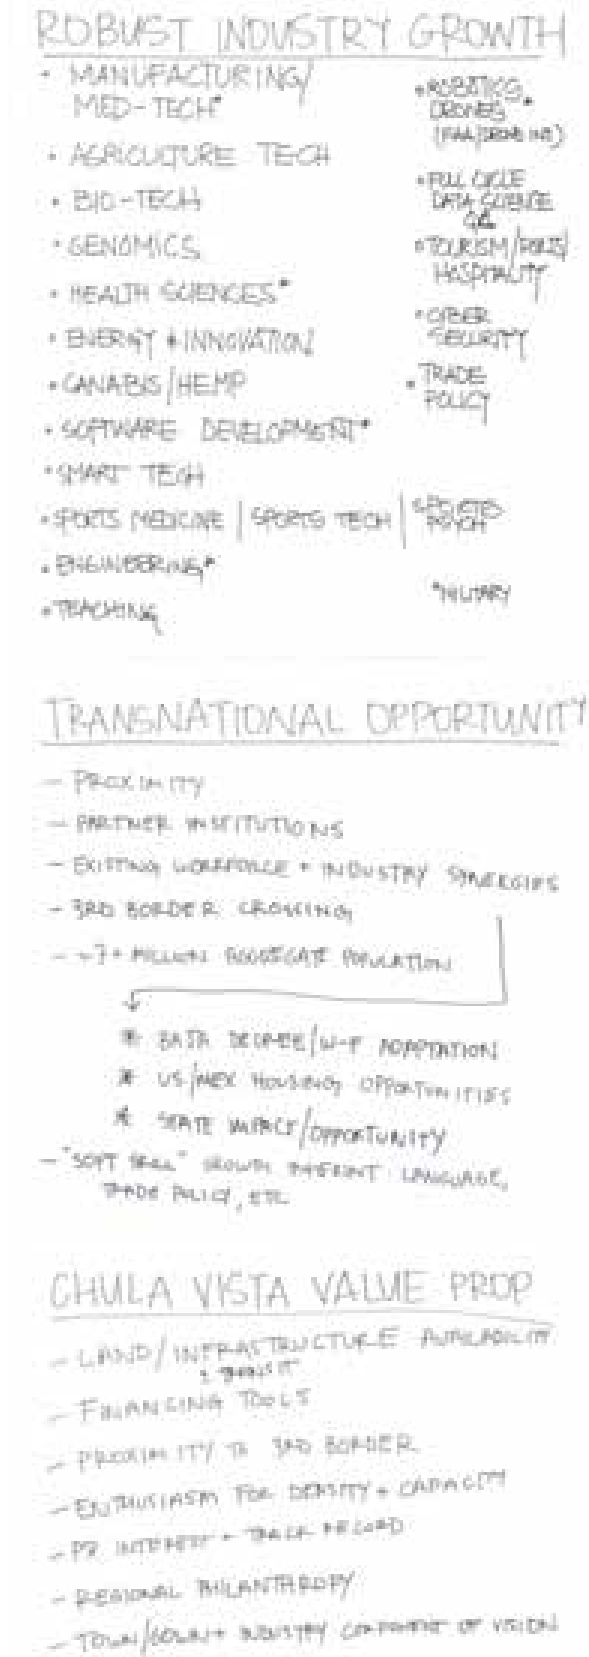 ROBUST INDUSTRY GROWTH
• MANUFACTURING/
MED-TECH*
• AGRICULTURE TECH
• BIO-TECH
• GENOMICS
• HEALTH SCIENCES*
• ENERGY + INNOVATION
• CANABIS/HEMP
• SOFTWARE DEVELOPMENT*
• SMART TECH
• SPORTS MEDICINE | SPORTS TECH | SPORTS
PSYCH
• ENGINEERING*
• TEACHING
• ROBOTICS
DRONES*
• FULL CYCLE
DATA SCIENCE
• TOURISM/PORTS/
HOSPITALITY
• CYBER
SECURITY
• TRADE
POLICY
*MILITARY
TRANSNATIONAL OPPORTUNITY
- PROXIMITY
- PARTNER INSTITUTIONS
- EXISTING WORKFORCE + INDUSTRY SYNERGIES
- 3RD BORDER CROSSING
- ~7+ MILLION AGGREGATE POPULATION
* BAJA DEGREE/W-F ADAPTATION
* US/MEX HOUSING OPPORTUNITIES
* STATE IMPACT/OPPORTUNITY
- "SOFT SKILL" GROWTH INHERENT LANGUAGE,
TRADE POLICY, ETC
CHULA VISTA VALUE PROP
- LAND/INFRASTRUCTURE AVAILABILITY
+ TRANSIT
- FINANCING TOOLS
- PROXIMITY TO 3RD BORDER
- ENTHUSIASM FOR DENSITY + CAPACITY
- P3 INTEREST + TRACK RECORD
- REGIONAL PHILANTHROPY
- TOWN/GOWN + INDUSTRY COMPONENT OF VISION